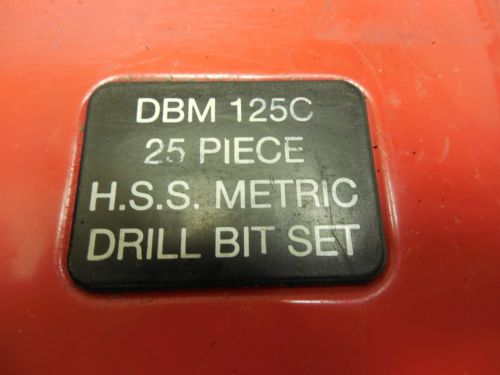 DBM 125C
25 PIECE
H.S.S. METRIC
DRILL BIT SET